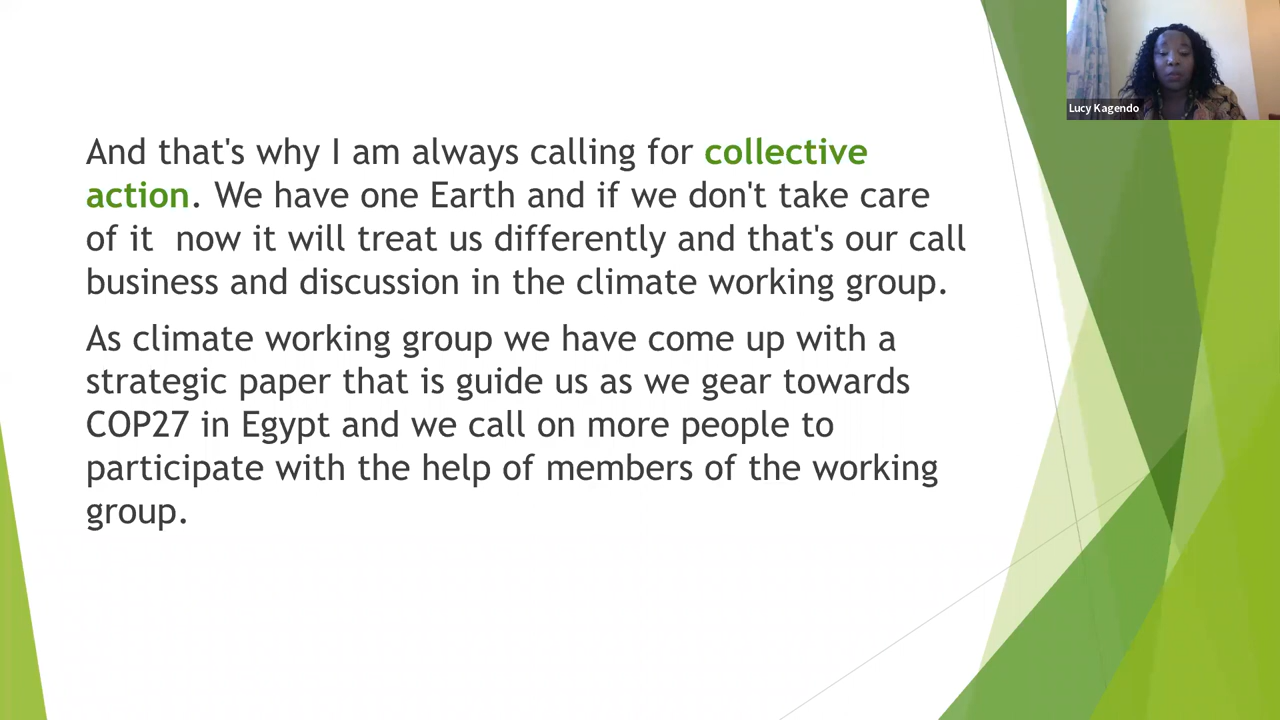 Lucy Kagendo
And that's why I am always calling for collective
action. We have one Earth and if we don't take care
of it  now it will treat us differently and that's our call
business and discussion in the climate working group.
As climate working group we have come up with a
strategic paper that is guide us as we gear towards
COP27 in Egypt and we call on more people to
participate with the help of members of the working
group.